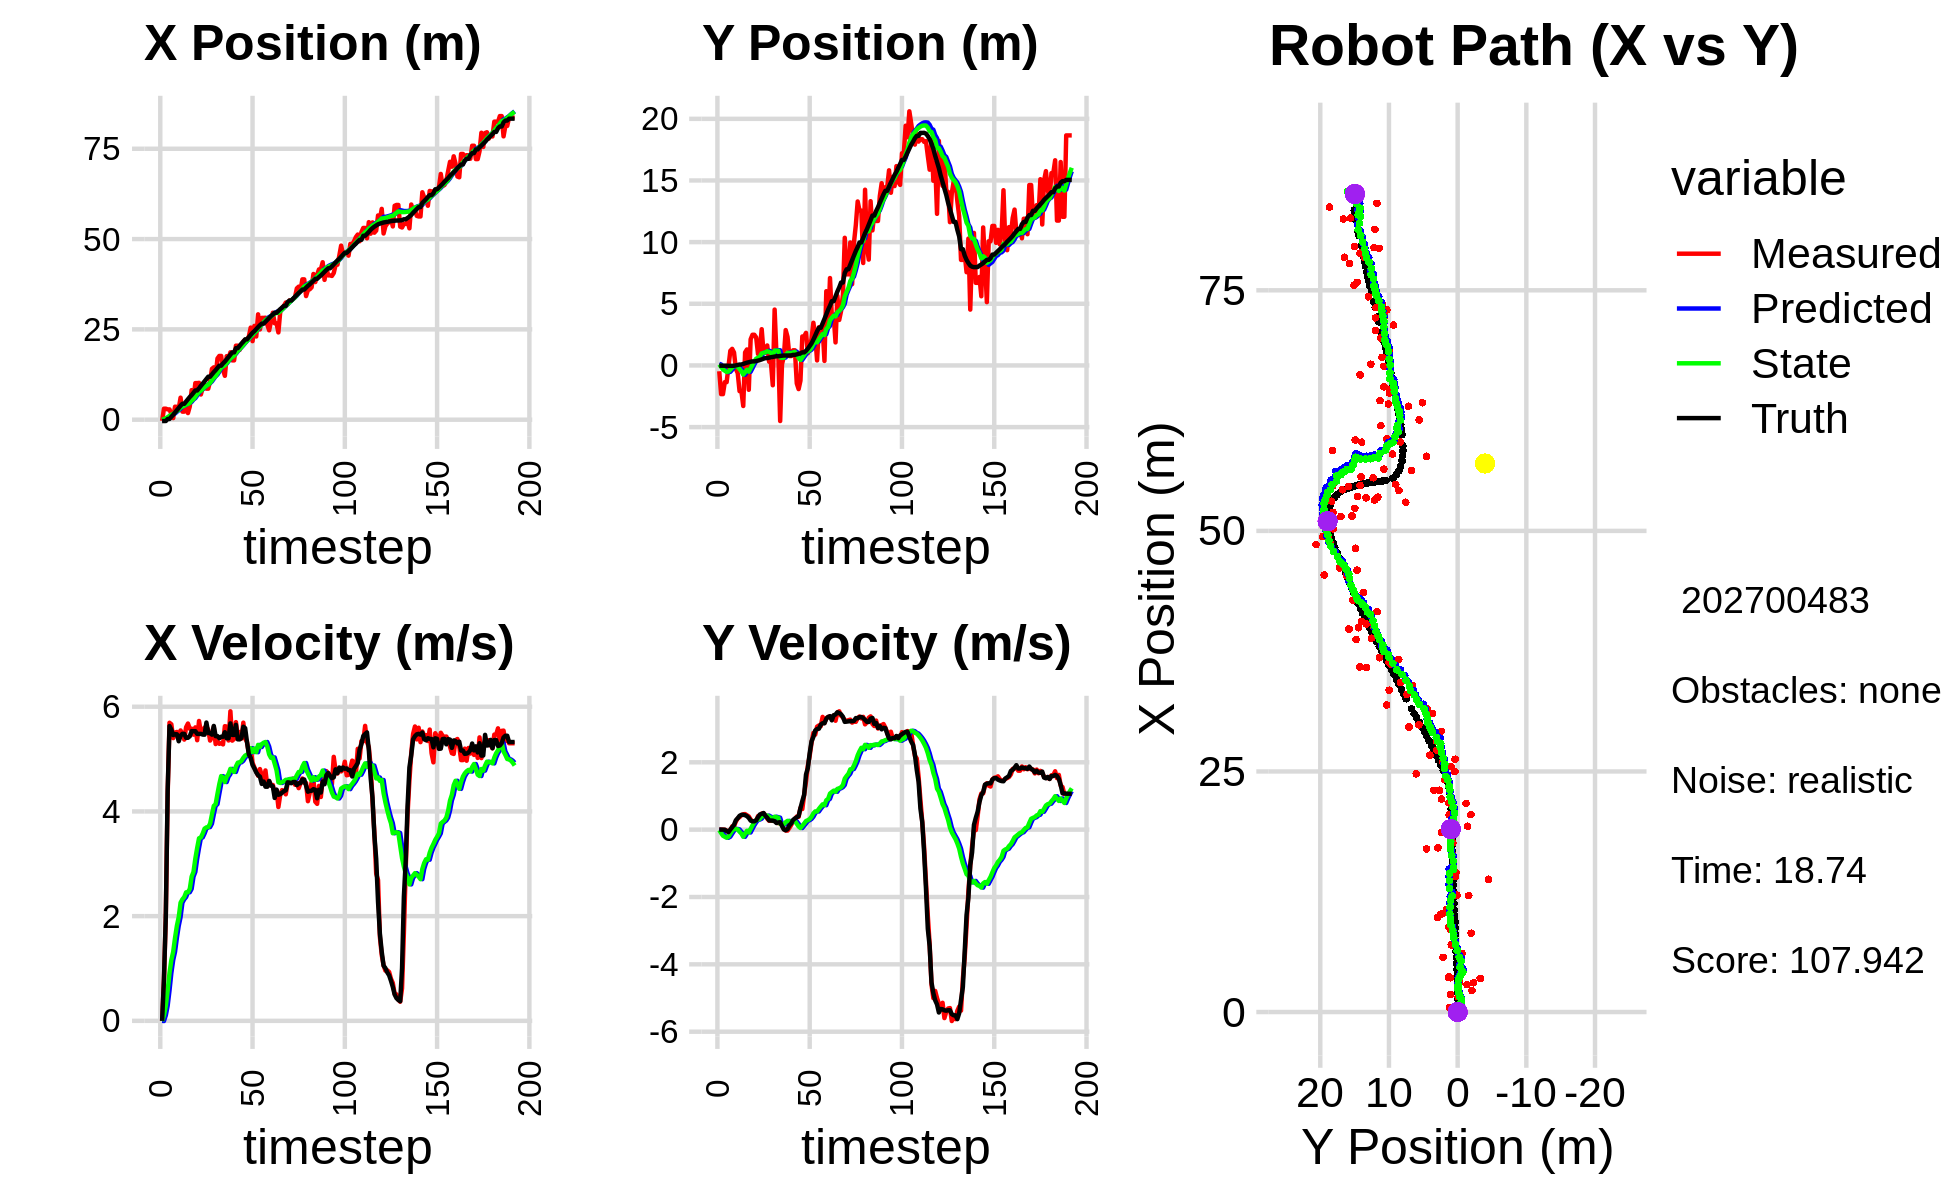 X Position (m)
75
50
25
0
0
50
100
150
200
timestep
Y Position (m)
20
15
10
5
0
-5
0
50
100
150
200
timestep
X Velocity (m/s)
6
4
2
0
0
50
100
150
200
timestep
Y Velocity (m/s)
2
0
-2
-4
-6
0
50
100
150
200
timestep
Robot Path (X vs Y)
X Position (m)
75
50
25
0
20 10 0 -10 -20
Y Position (m)
variable
Measured
Predicted
State
Truth
202700483
Obstacles: none
Noise: realistic
Time: 18.74
Score: 107.942